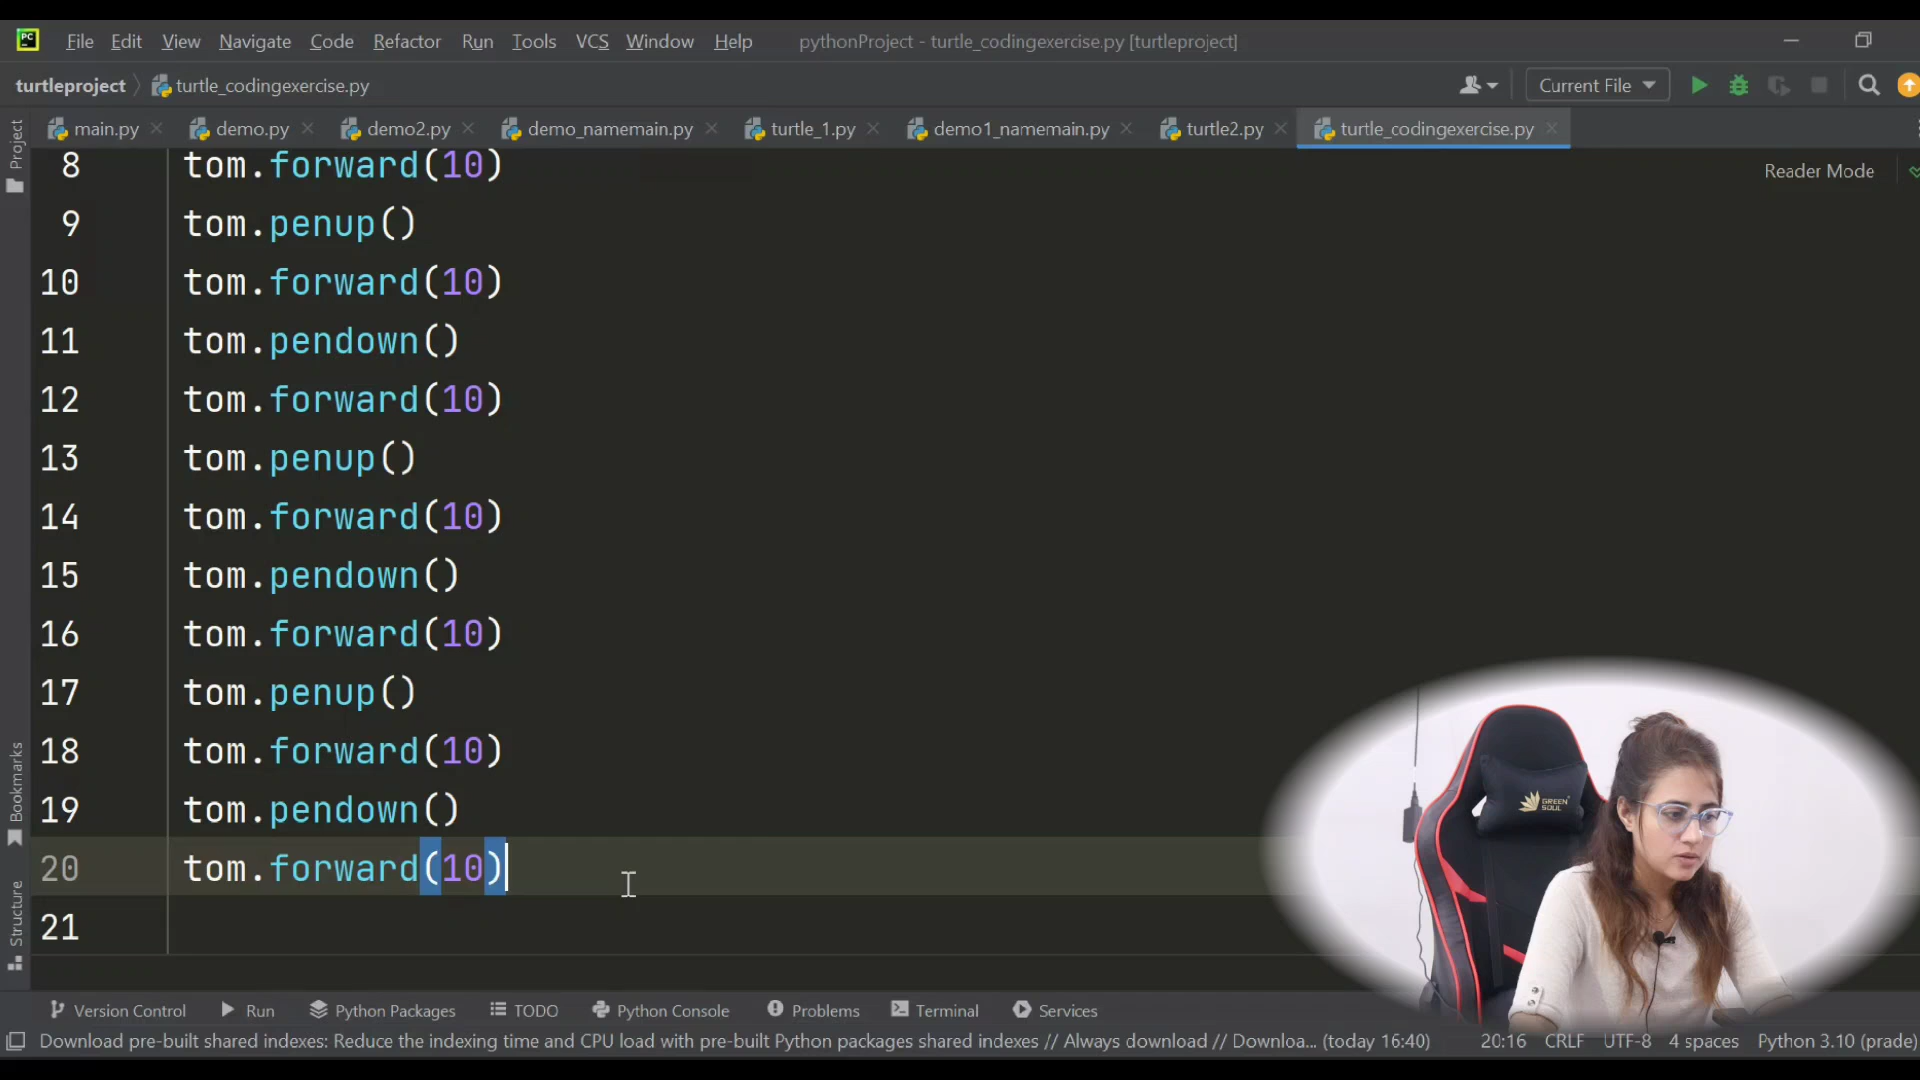 PC File Edit View Navigate Code Refactor Run Tools VCS Window Help pythonProject - turtle_codingexercise.py [turtleproject]
turtleproject turtle_codingexercise.py Current File
main.py demo.py demo2.py demo_namemain.py turtle_1.py demo1_namemain.py turtle2.py turtle_codingexercise.py
Project
Reader Mode
8 tom.forward(10)
9 tom.penup()
10 tom.forward(10)
11 tom.pendown()
12 tom.forward(10)
13 tom.penup()
14 tom.forward(10)
15 tom.pendown()
16 tom.forward(10)
17 tom.penup()
18 tom.forward(10)
19 tom.pendown()
20 tom.forward(10)
21
Bookmarks
Structure
GREEN
SOUL
Version Control Run Python Packages TODO Python Console Problems Terminal Services
Download pre-built shared indexes: Reduce the indexing time and CPU load with pre-built Python packages shared indexes // Always download // Downloa... (today 16:40) 20:16 CRLF UTF-8 4 spaces Python 3.10 (prade)